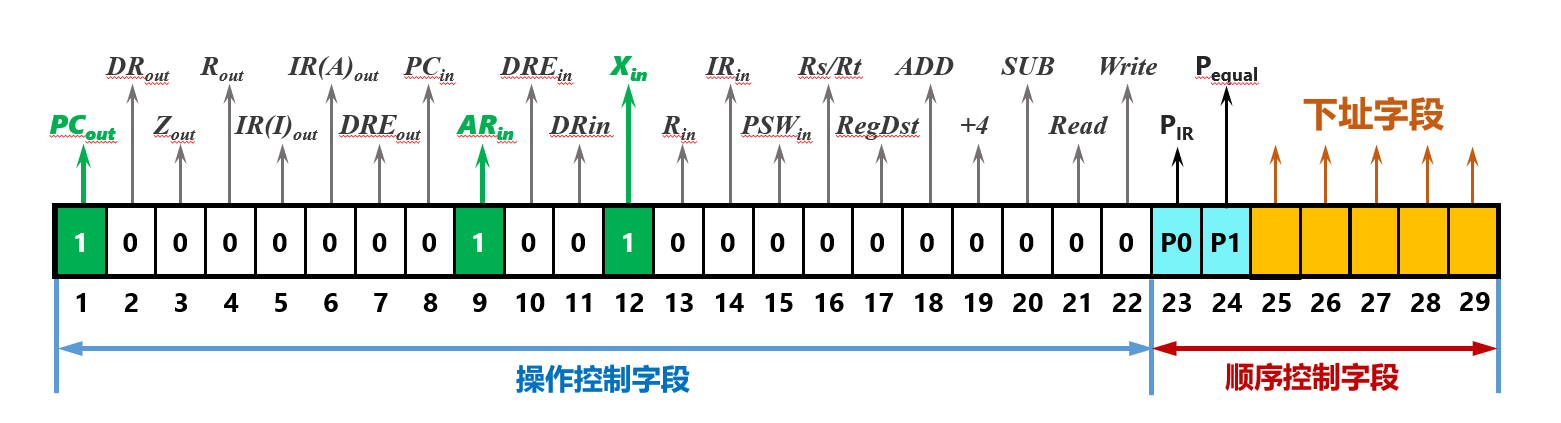 DRout Rout IR(A)out PCin DREin Xin IRin Rs/Rt ADD SUB Write Pequal
PCout Zout IR(I)out DREout ARin DRin Rin PSWin RegDst +4 Read PIR 下址字段
1 0 0 0 0 0 0 0 1 0 0 1 0 0 0 0 0 0 0 0 0 0 P0 P1
1 2 3 4 5 6 7 8 9 10 11 12 13 14 15 16 17 18 19 20 21 22 23 24 25 26 27 28 29
操作控制字段 顺序控制字段